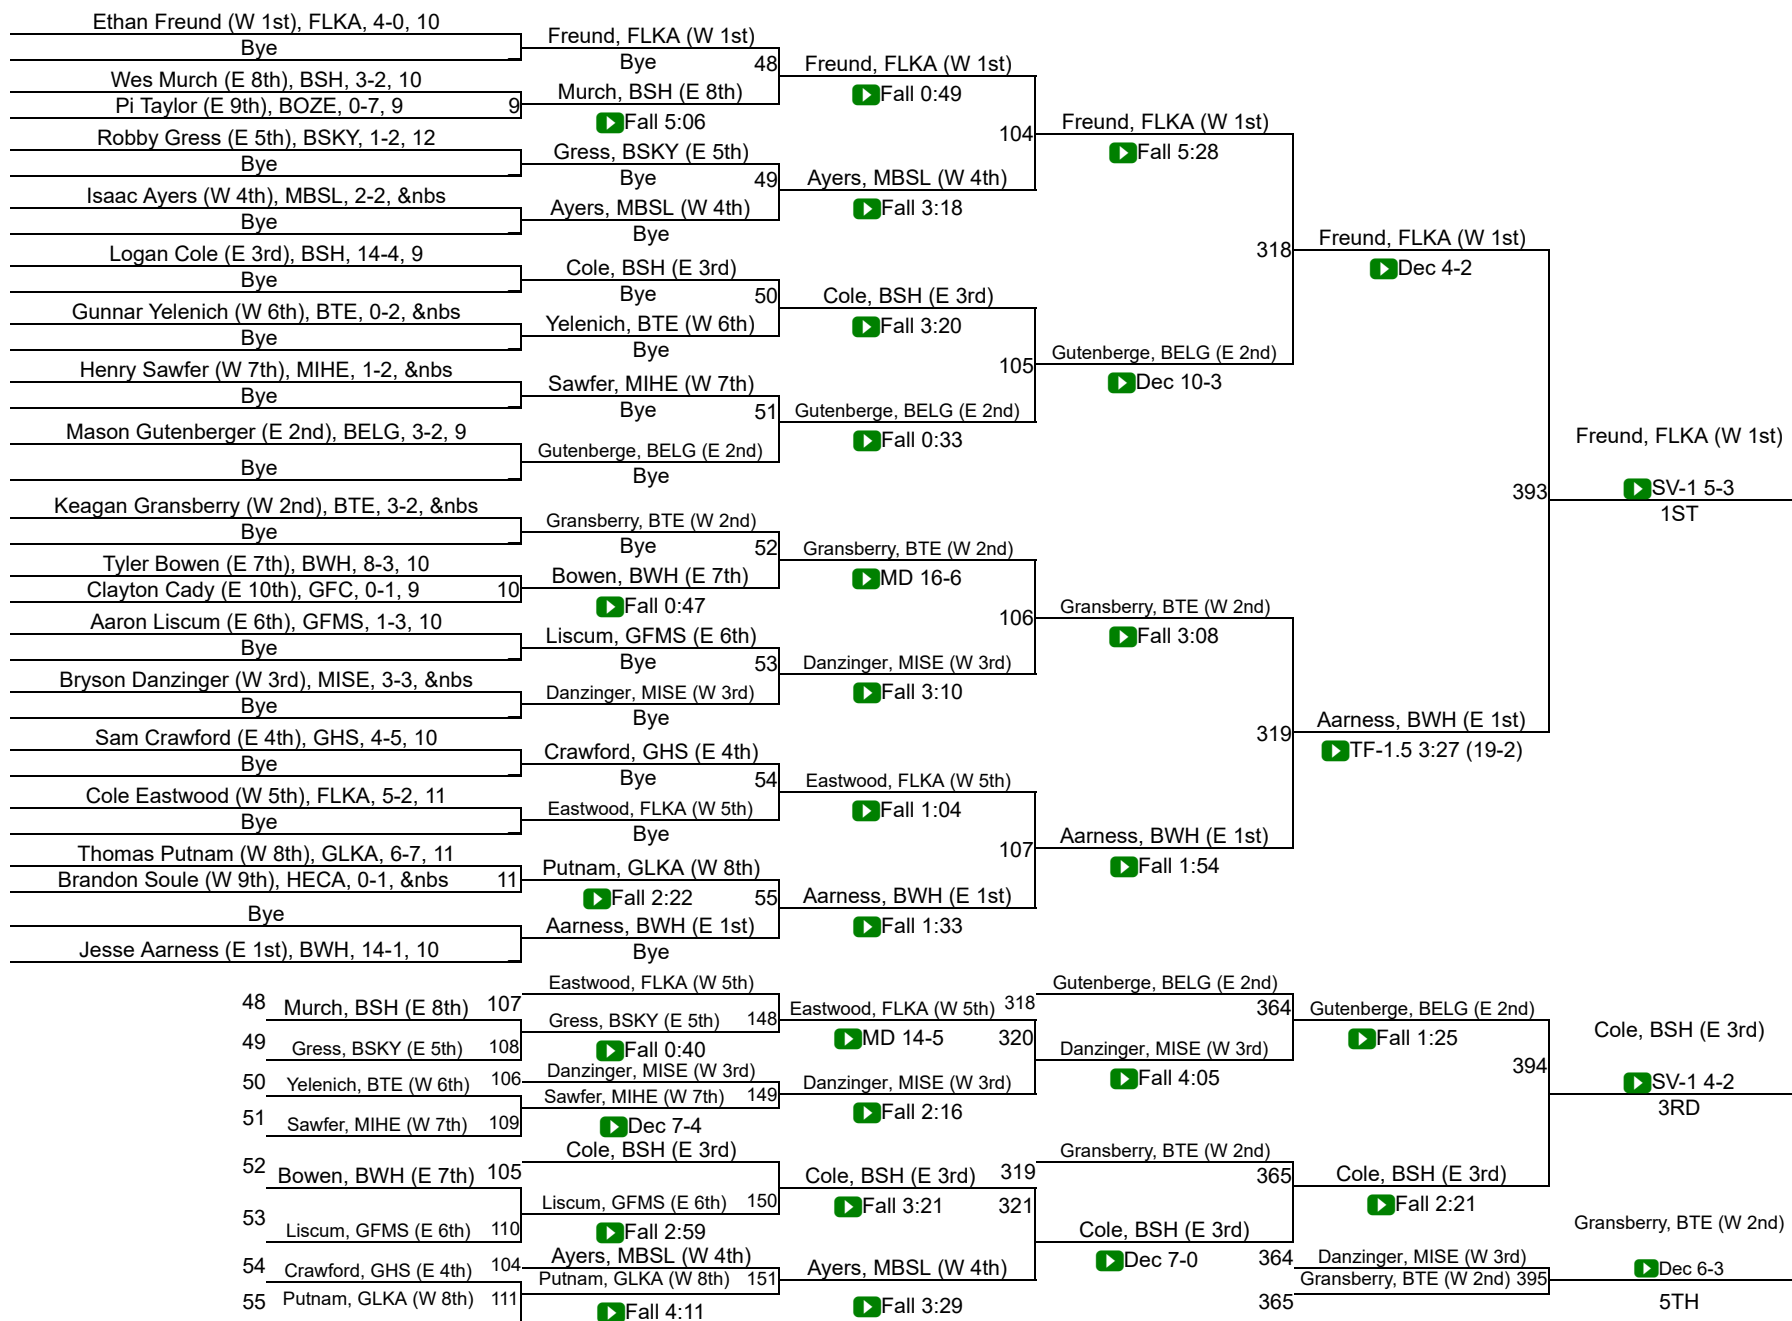 Ethan Freund (W 1st), FLKA, 4-0, 10
Bye
Wes Murch (E 8th), BSH, 3-2, 10
Pi Taylor (E 9th), BOZE, 0-7, 9
9
Robby Gress (E 5th), BSKY, 1-2, 12
Bye
Isaac Ayers (W 4th), MBSL, 2-2, &nbs
Bye
Logan Cole (E 3rd), BSH, 14-4, 9
Bye
Gunnar Yelenich (W 6th), BTE, 0-2, &nbs
Bye
Henry Sawfer (W 7th), MIHE, 1-2, &nbs
Bye
Mason Gutenberger (E 2nd), BELG, 3-2, 9
Bye
Keagan Gransberry (W 2nd), BTE, 3-2, &nbs
Bye
Tyler Bowen (E 7th), BWH, 8-3, 10
Clayton Cady (E 10th), GFC, 0-1, 9
10
Aaron Liscum (E 6th), GFMS, 1-3, 10
Bye
Bryson Danzinger (W 3rd), MISE, 3-3, &nbs
Bye
Sam Crawford (E 4th), GHS, 4-5, 10
Bye
Cole Eastwood (W 5th), FLKA, 5-2, 11
Bye
Thomas Putnam (W 8th), GLKA, 6-7, 11
Brandon Soule (W 9th), HECA, 0-1, &nbs
11
Bye
Jesse Aarness (E 1st), BWH, 14-1, 10
Freund, FLKA (W 1st)
Bye
48
Murch, BSH (E 8th)
Fall 5:06
Gress, BSKY (E 5th)
Bye
49
Ayers, MBSL (W 4th)
Bye
Cole, BSH (E 3rd)
Bye
50
Yelenich, BTE (W 6th)
Bye
Sawfer, MIHE (W 7th)
Bye
51
Gutenberge, BELG (E 2nd)
Bye
Gransberry, BTE (W 2nd)
Bye
52
Bowen, BWH (E 7th)
Fall 0:47
Liscum, GFMS (E 6th)
Bye
53
Danzinger, MISE (W 3rd)
Bye
Crawford, GHS (E 4th)
Bye
54
Eastwood, FLKA (W 5th)
Bye
Putnam, GLKA (W 8th)
Fall 2:22
55
Aarness, BWH (E 1st)
Bye
Freund, FLKA (W 1st)
Fall 0:49
104
Ayers, MBSL (W 4th)
Fall 3:18
Cole, BSH (E 3rd)
Fall 3:20
105
Gutenberge, BELG (E 2nd)
Fall 0:33
Gransberry, BTE (W 2nd)
MD 16-6
106
Danzinger, MISE (W 3rd)
Fall 3:10
Eastwood, FLKA (W 5th)
Fall 1:04
107
Aarness, BWH (E 1st)
Fall 1:33
Freund, FLKA (W 1st)
Fall 5:28
318
Gutenberge, BELG (E 2nd)
Dec 10-3
Gransberry, BTE (W 2nd)
Fall 3:08
319
Aarness, BWH (E 1st)
Fall 1:54
Freund, FLKA (W 1st)
Dec 4-2
393
Aarness, BWH (E 1st)
TF-1.5 3:27 (19-2)
Freund, FLKA (W 1st)
SV-1 5-3
1ST
48
Murch, BSH (E 8th)
107
49
Gress, BSKY (E 5th)
108
50
Yelenich, BTE (W 6th)
106
51
Sawfer, MIHE (W 7th)
109
52
Bowen, BWH (E 7th)
105
53
Liscum, GFMS (E 6th)
110
54
Crawford, GHS (E 4th)
104
55
Putnam, GLKA (W 8th)
111
Eastwood, FLKA (W 5th)
Gress, BSKY (E 5th)
148
Fall 0:40
Danzinger, MISE (W 3rd)
Sawfer, MIHE (W 7th)
149
Dec 7-4
Cole, BSH (E 3rd)
Liscum, GFMS (E 6th)
150
Fall 2:59
Ayers, MBSL (W 4th)
Putnam, GLKA (W 8th)
151
Fall 4:11
Eastwood, FLKA (W 5th)
318
MD 14-5
320
Danzinger, MISE (W 3rd)
Fall 2:16
Cole, BSH (E 3rd)
319
Fall 3:21
321
Ayers, MBSL (W 4th)
Fall 3:29
Gutenberge, BELG (E 2nd)
364
Danzinger, MISE (W 3rd)
Fall 4:05
Gransberry, BTE (W 2nd)
365
Cole, BSH (E 3rd)
Dec 7-0
Gutenberge, BELG (E 2nd)
Fall 1:25
394
Cole, BSH (E 3rd)
Fall 2:21
Cole, BSH (E 3rd)
SV-1 4-2
3RD
364
Danzinger, MISE (W 3rd)
Gransberry, BTE (W 2nd)
395
365
Gransberry, BTE (W 2nd)
Dec 6-3
5TH